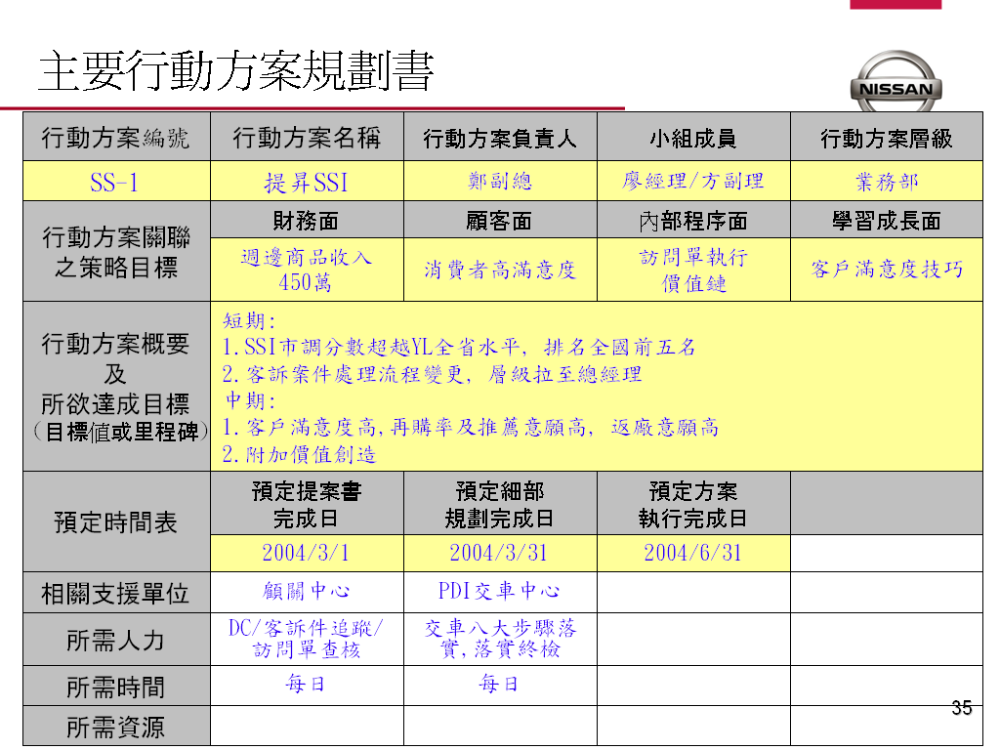 主要行動方案規劃書
NISSAN
行動方案編號 行動方案名稱 行動方案負責人 小組成員 行動方案層級
SS-1 提昇SSI 鄭副總 廖經理/方副理 業務部
行動方案關聯
之策略目標
財務面 顧客面 內部程序面 學習成長面
週邊商品收入
450萬
消費者高滿意度
訪問單執行
價值鏈
客戶滿意度技巧
行動方案概要
及
所欲達成目標
(目標值或里程碑)
短期:
1.SSI市調分數超越YL全省水平, 排名全國前五名
2.客訴案件處理流程變更, 層級拉至總經理
中期:
1.客戶滿意度高,再購率及推薦意願高, 返廠意願高
2.附加價值創造
預定時間表
預定提案書
完成日
預定細部
規劃完成日
預定方案
執行完成日
2004/3/1 2004/3/31 2004/6/31
相關支援單位 顧關中心 PDI交車中心
所需人力
DC/客訴件追蹤/
訪問單查核
交車八大步驟落
實,落實終檢
所需時間 每日 每日
35
所需資源